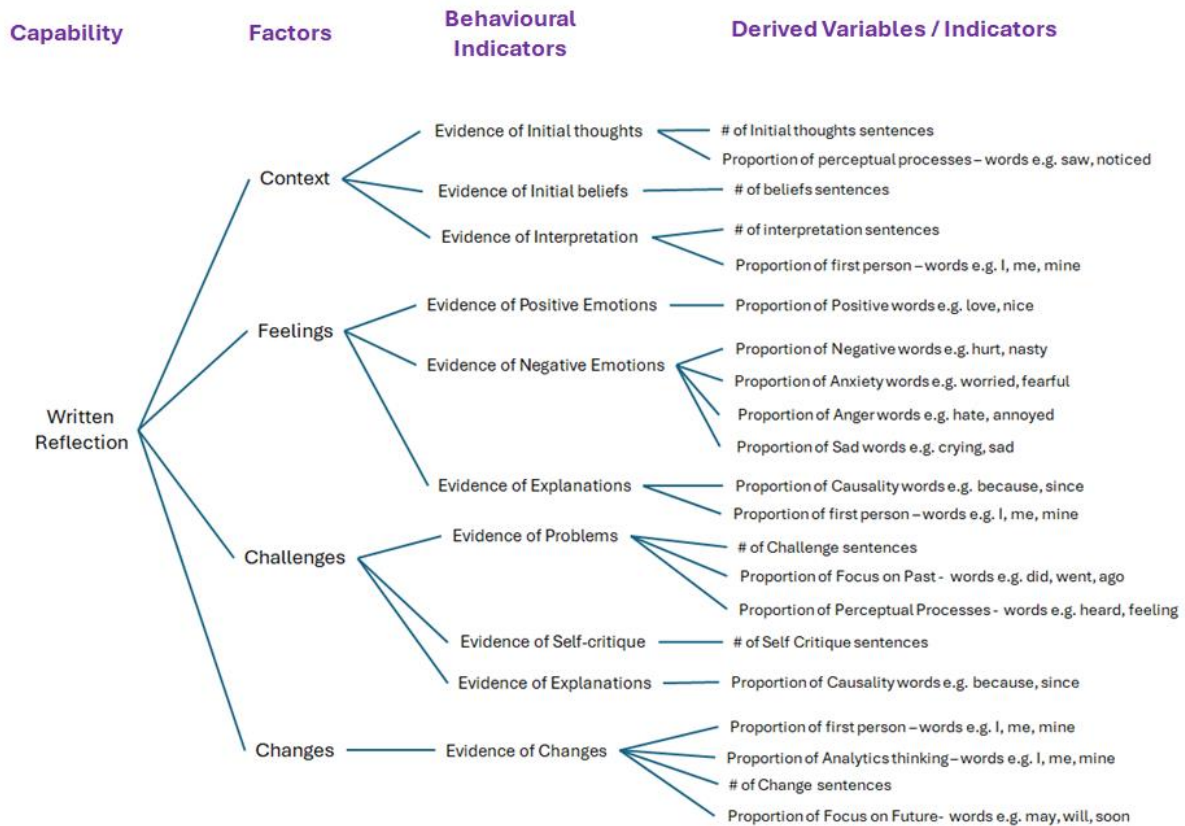 Capability
Factors
Behavioural
Indicators
Derived Variables / Indicators
Written
Reflection
Context
Evidence of Initial thoughts
# of Initial thoughts sentences
Proportion of perceptual processes – words e.g. saw, noticed
Evidence of Initial beliefs
# of beliefs sentences
Evidence of Interpretation
# of interpretation sentences
Proportion of first person – words e.g. I, me, mine
Feelings
Evidence of Positive Emotions
Proportion of Positive words e.g. love, nice
Evidence of Negative Emotions
Proportion of Negative words e.g. hurt, nasty
Proportion of Anxiety words e.g. worried, fearful
Proportion of Anger words e.g. hate, annoyed
Proportion of Sad words e.g. crying, sad
Evidence of Explanations
Proportion of Causality words e.g. because, since
Proportion of first person – words e.g. I, me, mine
Challenges
Evidence of Problems
# of Challenge sentences
Proportion of Focus on Past - words e.g. did, went, ago
Proportion of Perceptual Processes - words e.g. heard, feeling
Evidence of Self-critique
# of Self Critique sentences
Evidence of Explanations
Proportion of Causality words e.g. because, since
Changes
Evidence of Changes
Proportion of first person – words e.g. I, me, mine
Proportion of Analytics thinking – words e.g. I, me, mine
# of Change sentences
Proportion of Focus on Future- words e.g. may, will, soon